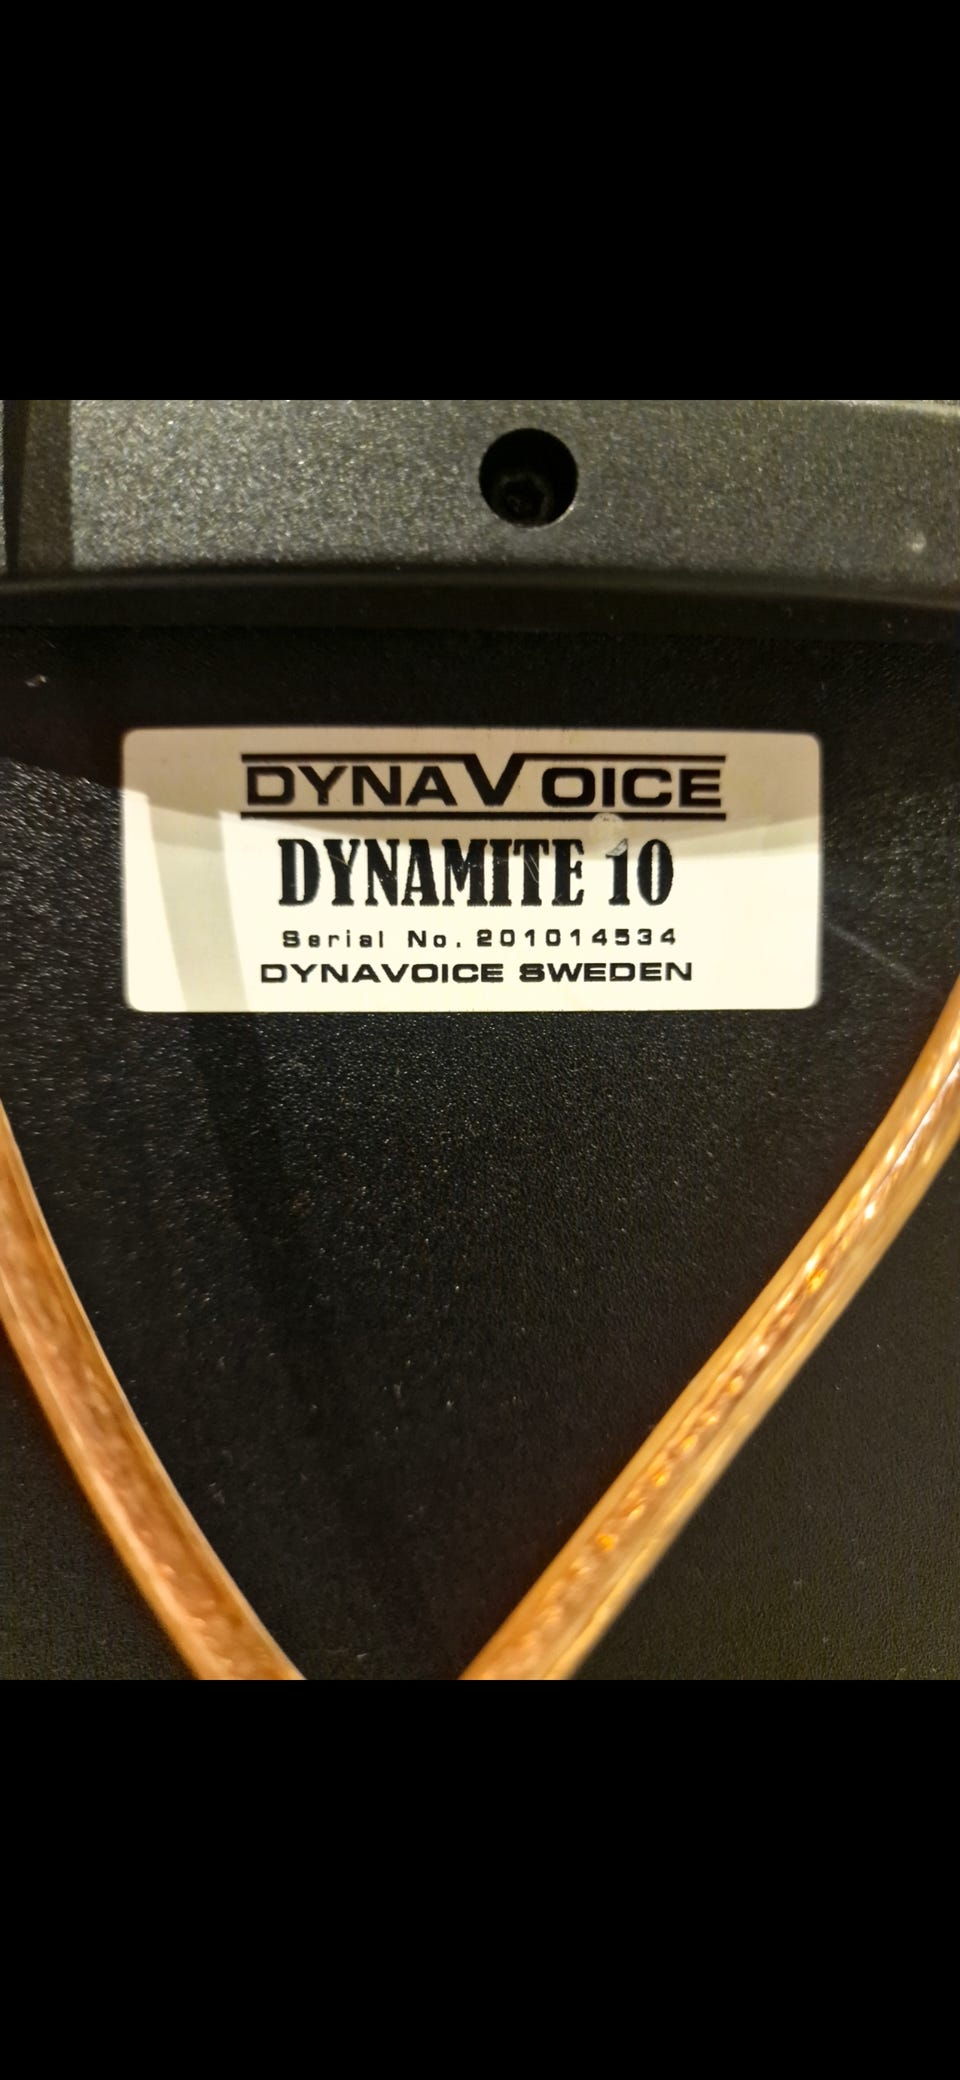 DYNAVOICE
DYNAMITE 10
Serial No. 201014534
DYNAVOICE SWEDEN